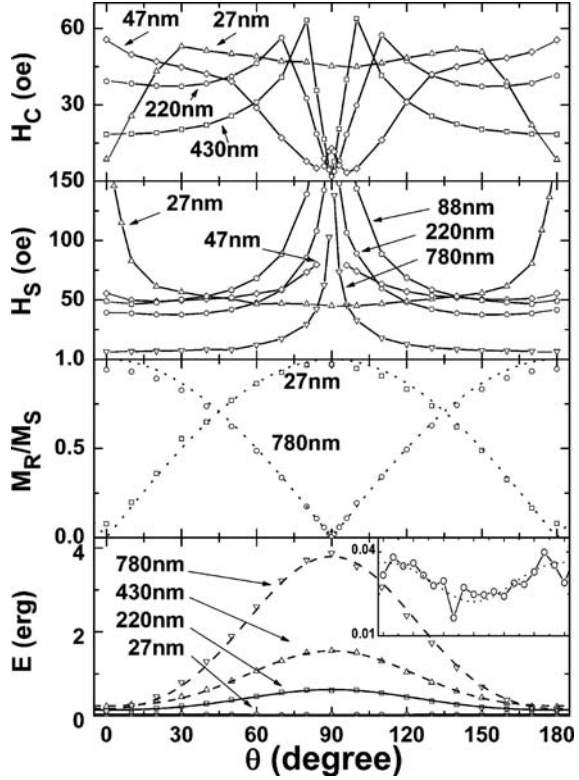 47nm 27nm
60
H_C (oe)
30
220nm
430nm
150
27nm 88nm
100
H_S (oe)
47nm 220nm
780nm
50
1.0
27nm
M_R/M_S
0.5
780nm
0.0
4
780nm 0.04
430nm
E (erg)
2
220nm
27nm 0.01
0
0 30 60 90 120 150 180
θ (degree)